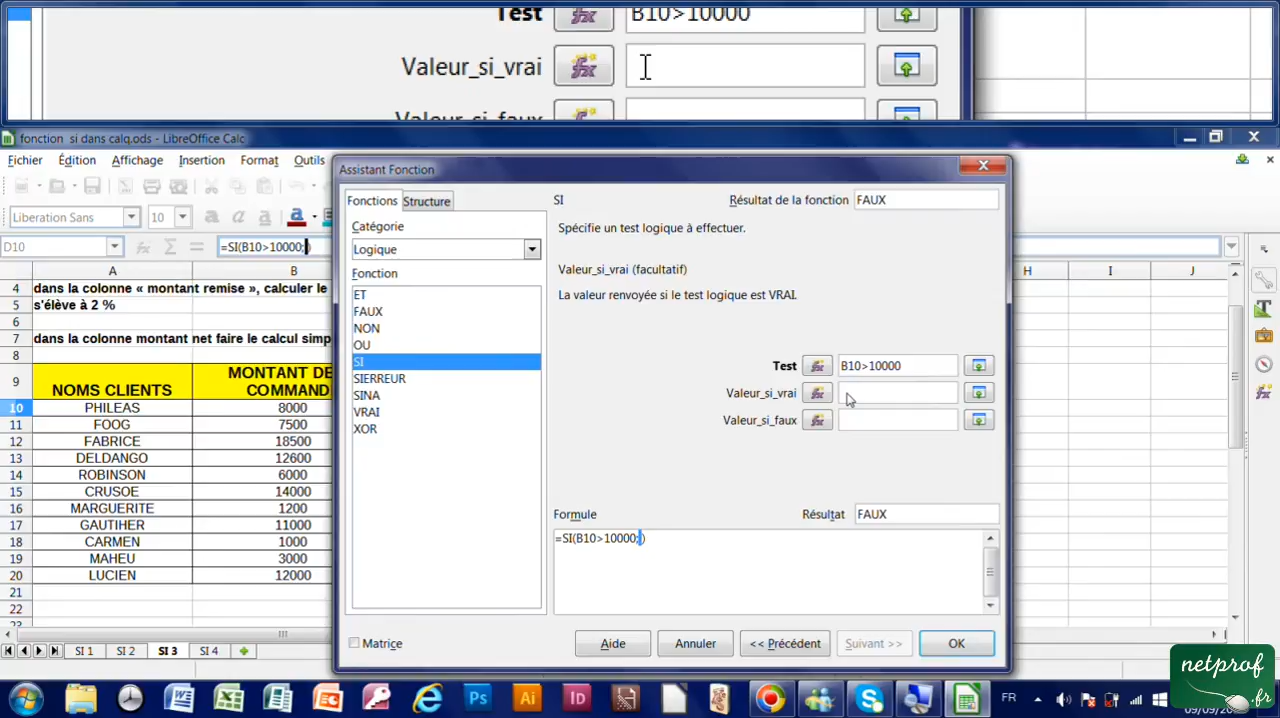 Test
B10>10000
Valeur_si_vrai
Valeur_si_faux
fonction si dans calq.ods - LibreOffice Calc
Fichier Édition Affichage Insertion Format Outils
Liberation Sans 10
D10 =SI(B10>10000;)
A B H I J
4 dans la colonne « montant remise », calculer le
5 s'élève à 2 %
6
7 dans la colonne montant net faire le calcul simp
8
9 NOMS CLIENTS MONTANT DE
COMMAND
10 PHILEAS 8000
11 FOOG 7500
12 FABRICE 18500
13 DELDANGO 12600
14 ROBINSON 6000
15 CRUSOE 14000
16 MARGUERITE 1200
17 GAUTIHER 11000
18 CARMEN 1000
19 MAHEU 3000
20 LUCIEN 12000
21
22
23
SI 1 SI 2 SI 3 SI 4
Assistant Fonction
Fonctions Structure
Catégorie
Logique
Fonction
ET
FAUX
NON
OU
SI
SIERREUR
SINA
VRAI
XOR
SI Résultat de la fonction FAUX
Spécifie un test logique à effectuer.
Valeur_si_vrai (facultatif)
La valeur renvoyée si le test logique est VRAI.
Test B10>10000
Valeur_si_vrai
Valeur_si_faux
Formule Résultat FAUX
=SI(B10>10000;)
Matrice Aide Annuler << Précédent Suivant >> OK
netprof
.fr
Ps Ai ID
FR
09/09/